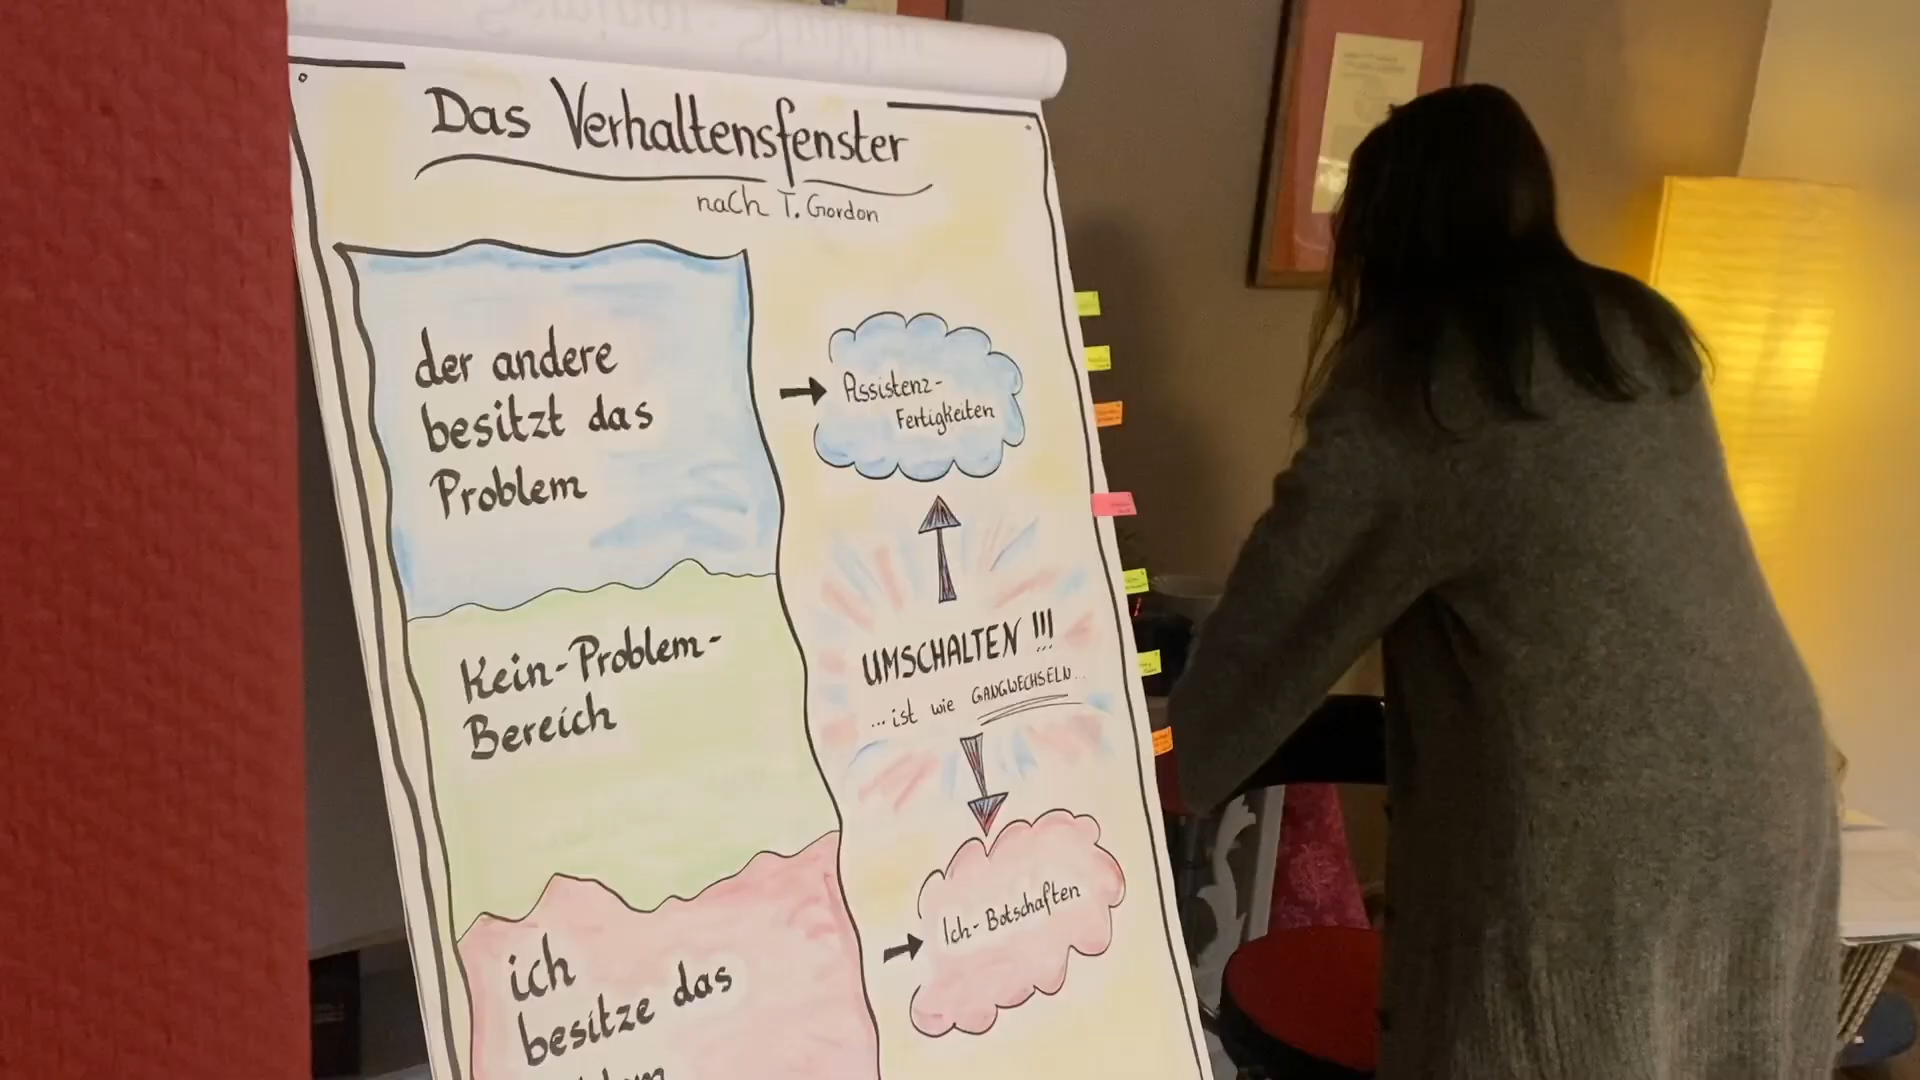 Das Verhaltensfenster
nach T. Gordon
der andere
besitzt das
Problem
Assistenz-
Fertigkeiten
Kein-Problem-
Bereich
UMSCHALTEN !!!
...ist wie GANGWECHSELN...
ich
besitze das
Ich-Botschaften